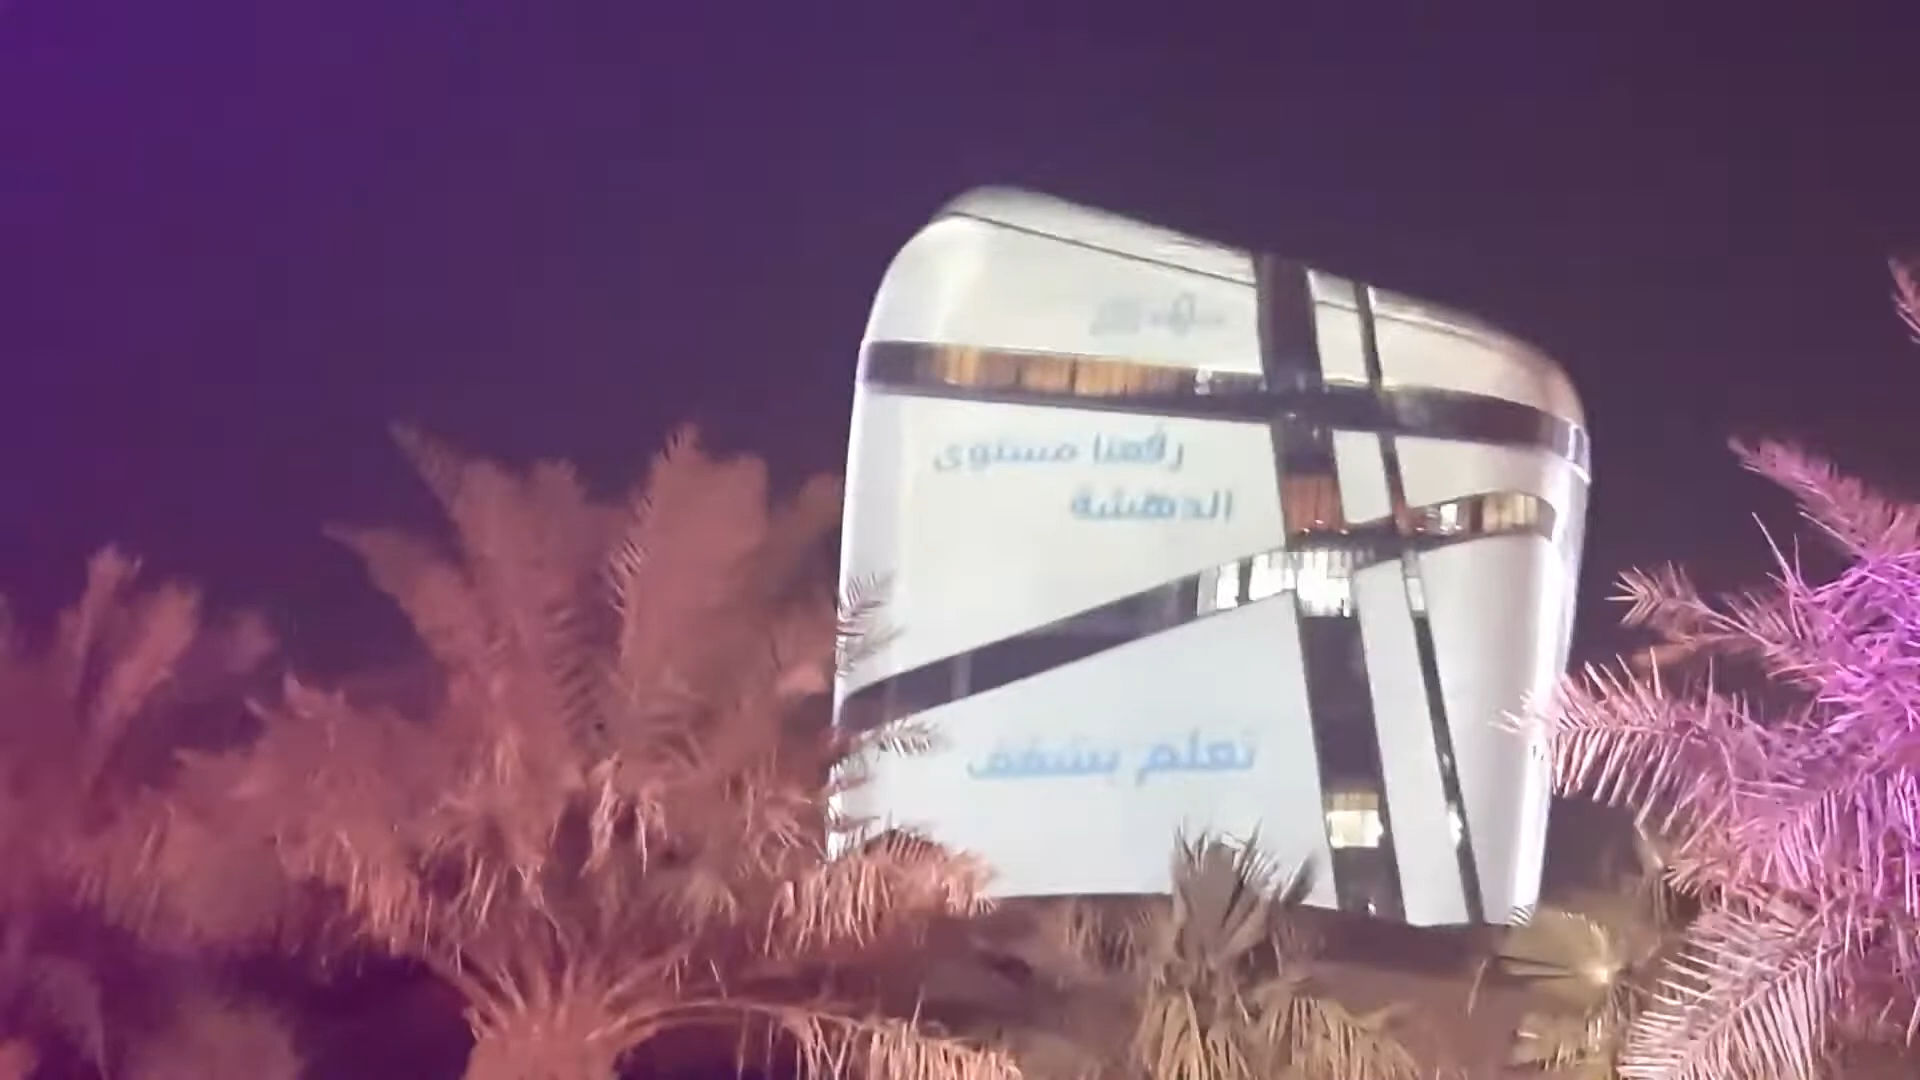 رفعنا مستوى
الدهشة
تعلم بشغف